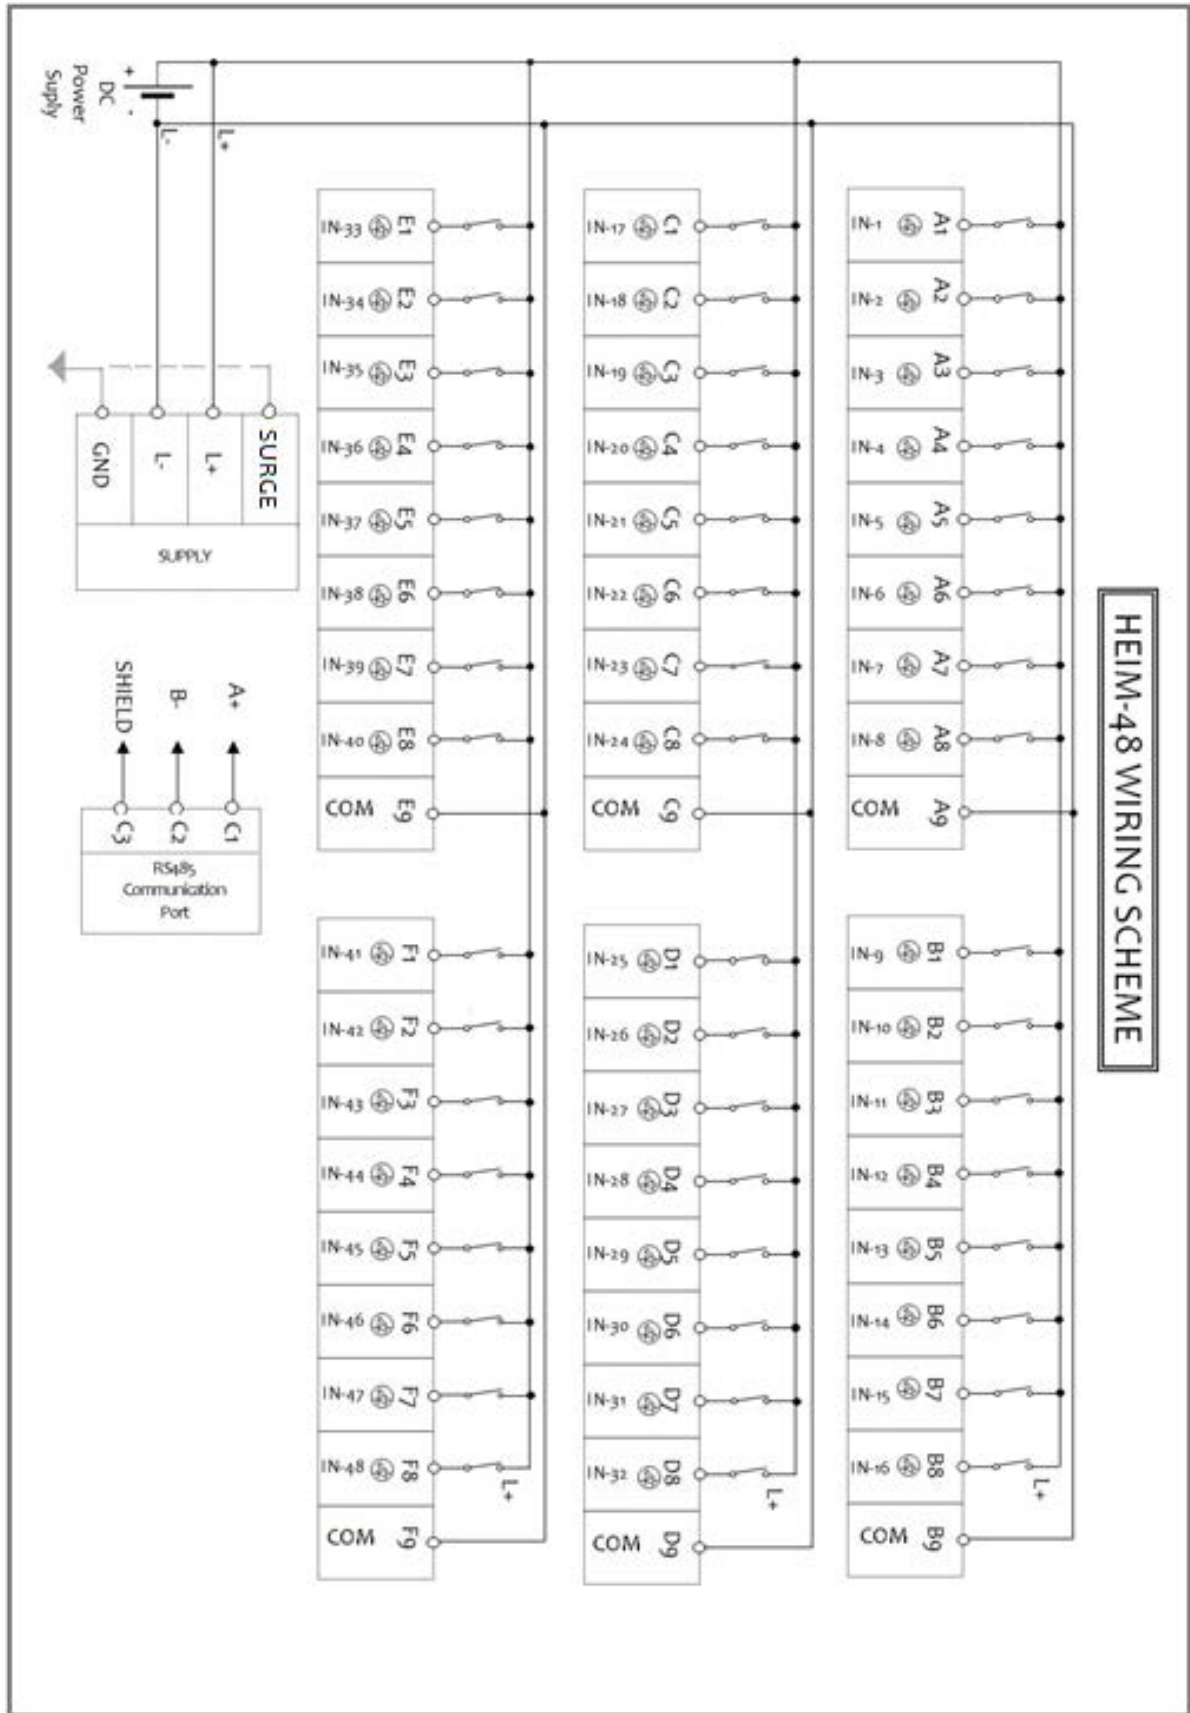 HEIM-48 WIRING SCHEME
DC
Power
Suply
+
-
L-
L+
IN-1 A1
IN-2 A2
IN-3 A3
IN-4 A4
IN-5 A5
IN-6 A6
IN-7 A7
IN-8 A8
COM A9
IN-9 B1
IN-10 B2
IN-11 B3
IN-12 B4
IN-13 B5
IN-14 B6
IN-15 B7
IN-16 B8
L+
COM B9
IN-17 C1
IN-18 C2
IN-19 C3
IN-20 C4
IN-21 C5
IN-22 C6
IN-23 C7
IN-24 C8
COM C9
IN-25 D1
IN-26 D2
IN-27 D3
IN-28 D4
IN-29 D5
IN-30 D6
IN-31 D7
IN-32 D8
L+
COM D9
IN-33 E1
IN-34 E2
IN-35 E3
IN-36 E4
IN-37 E5
IN-38 E6
IN-39 E7
IN-40 E8
COM E9
IN-41 F1
IN-42 F2
IN-43 F3
IN-44 F4
IN-45 F5
IN-46 F6
IN-47 F7
IN-48 F8
L+
COM F9
GND
L-
L+
SURGE
SUPPLY
SHIELD
B-
A+
C3
C2
C1
RS485
Communication
Port